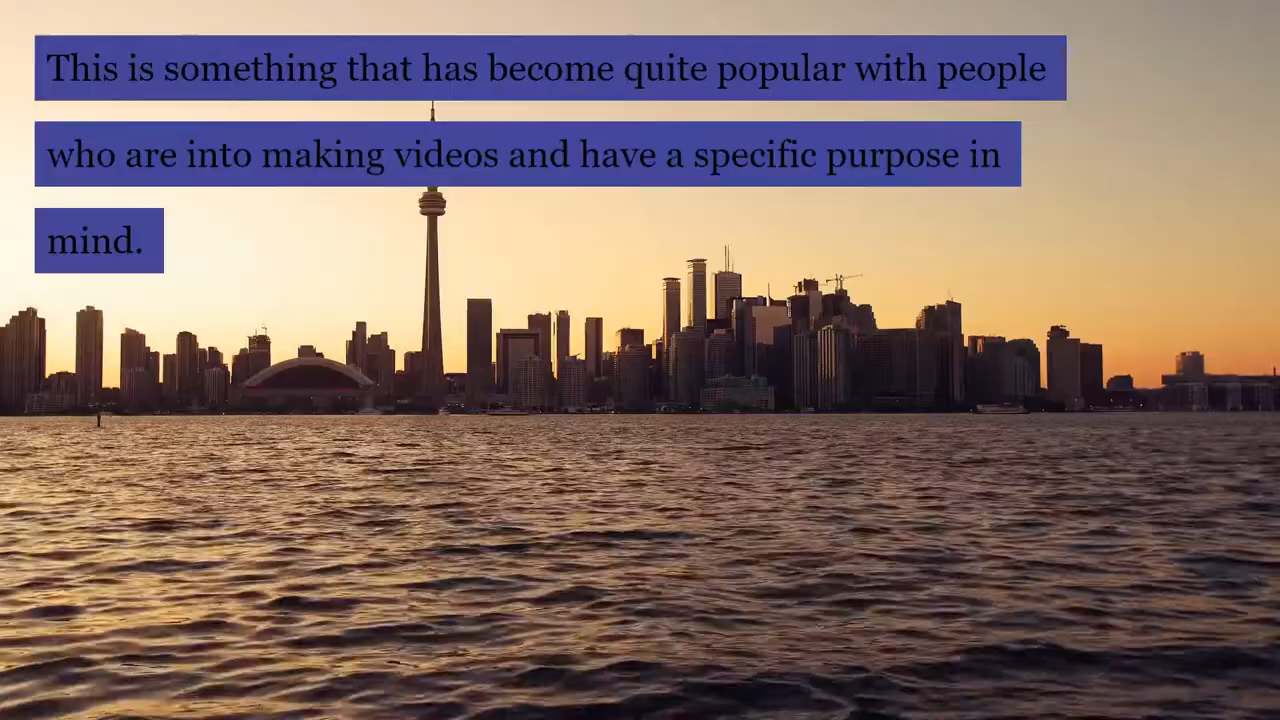 This is something that has become quite popular with people
who are into making videos and have a specific purpose in
mind.